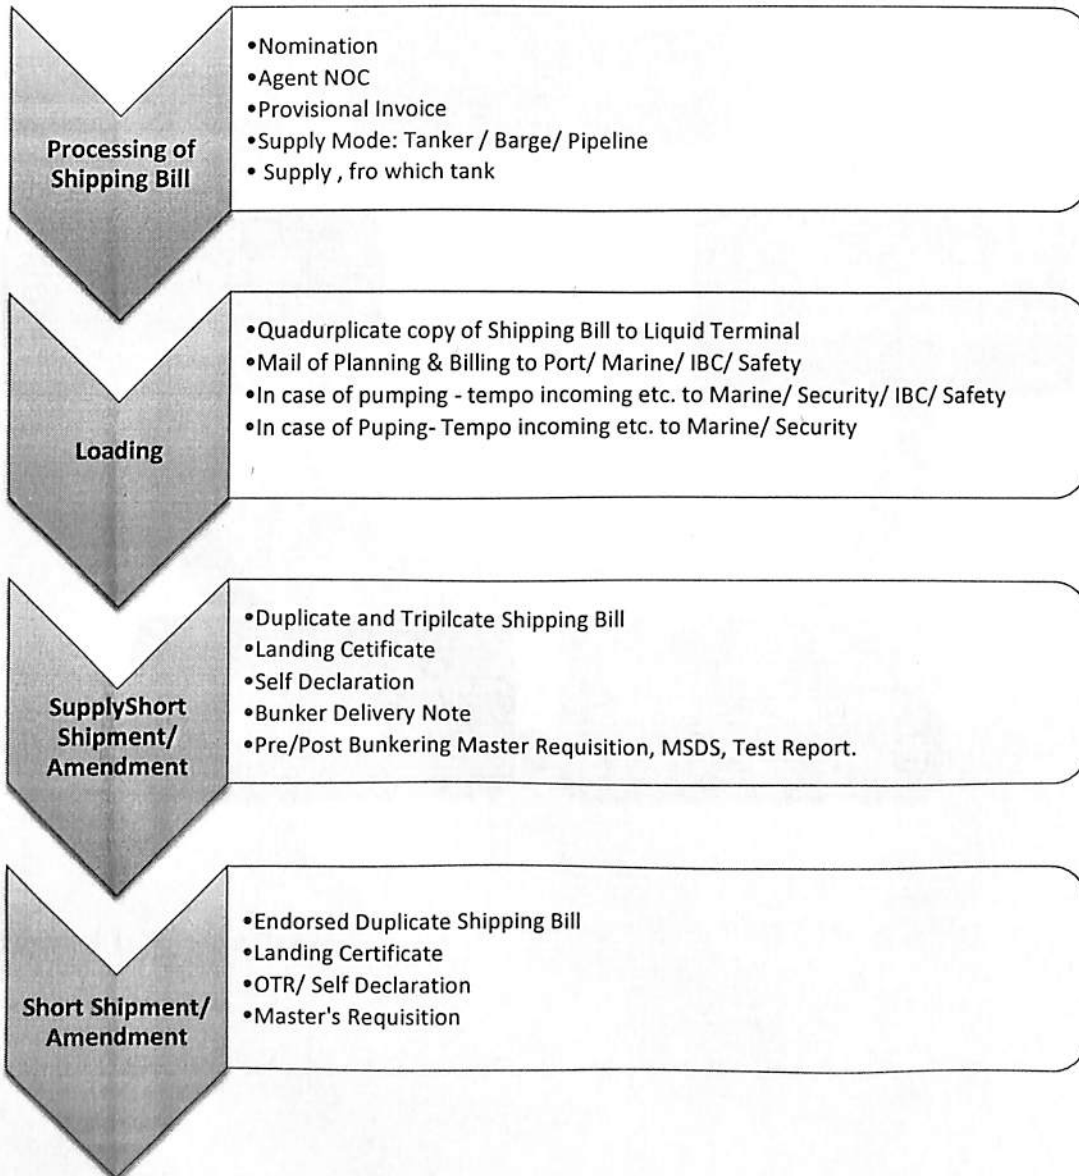 Processing of
Shipping Bill
•Nomination
•Agent NOC
•Provisional Invoice
•Supply Mode: Tanker / Barge/ Pipeline
• Supply , fro which tank
Loading
•Quadurplicate copy of Shipping Bill to Liquid Terminal
•Mail of Planning & Billing to Port/ Marine/ IBC/ Safety
•In case of pumping - tempo incoming etc. to Marine/ Security/ IBC/ Safety
•In case of Puping- Tempo incoming etc. to Marine/ Security
SupplyShort
Shipment/
Amendment
•Duplicate and Tripilcate Shipping Bill
•Landing Cetificate
•Self Declaration
•Bunker Delivery Note
•Pre/Post Bunkering Master Requisition, MSDS, Test Report.
Short Shipment/
Amendment
•Endorsed Duplicate Shipping Bill
•Landing Certificate
•OTR/ Self Declaration
•Master's Requisition